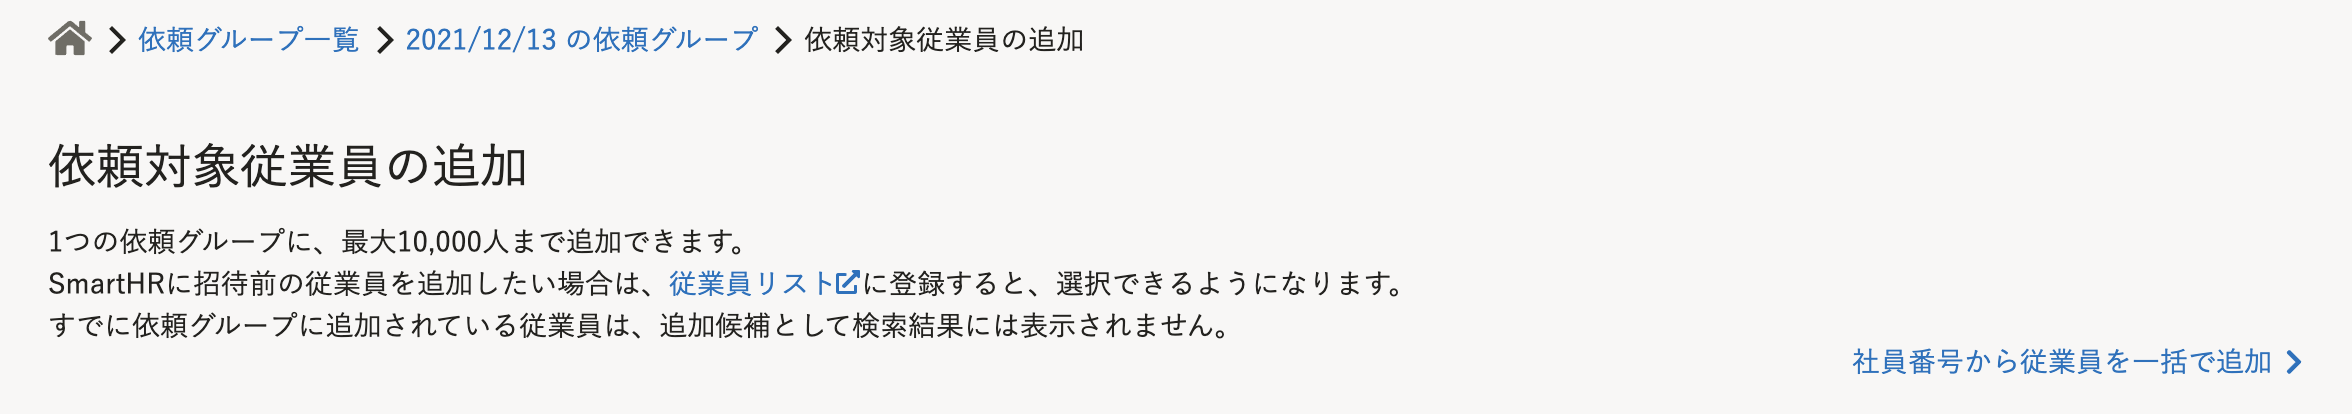 依頼グループ一覧 2021/12/13 の依頼グループ 依頼対象従業員の追加
依頼対象従業員の追加
1つの依頼グループに、最大10,000人まで追加できます。
SmartHRに招待前の従業員を追加したい場合は、従業員リストに登録すると、選択できるようになります。
すでに依頼グループに追加されている従業員は、追加候補として検索結果には表示されません。
社員番号から従業員を一括で追加